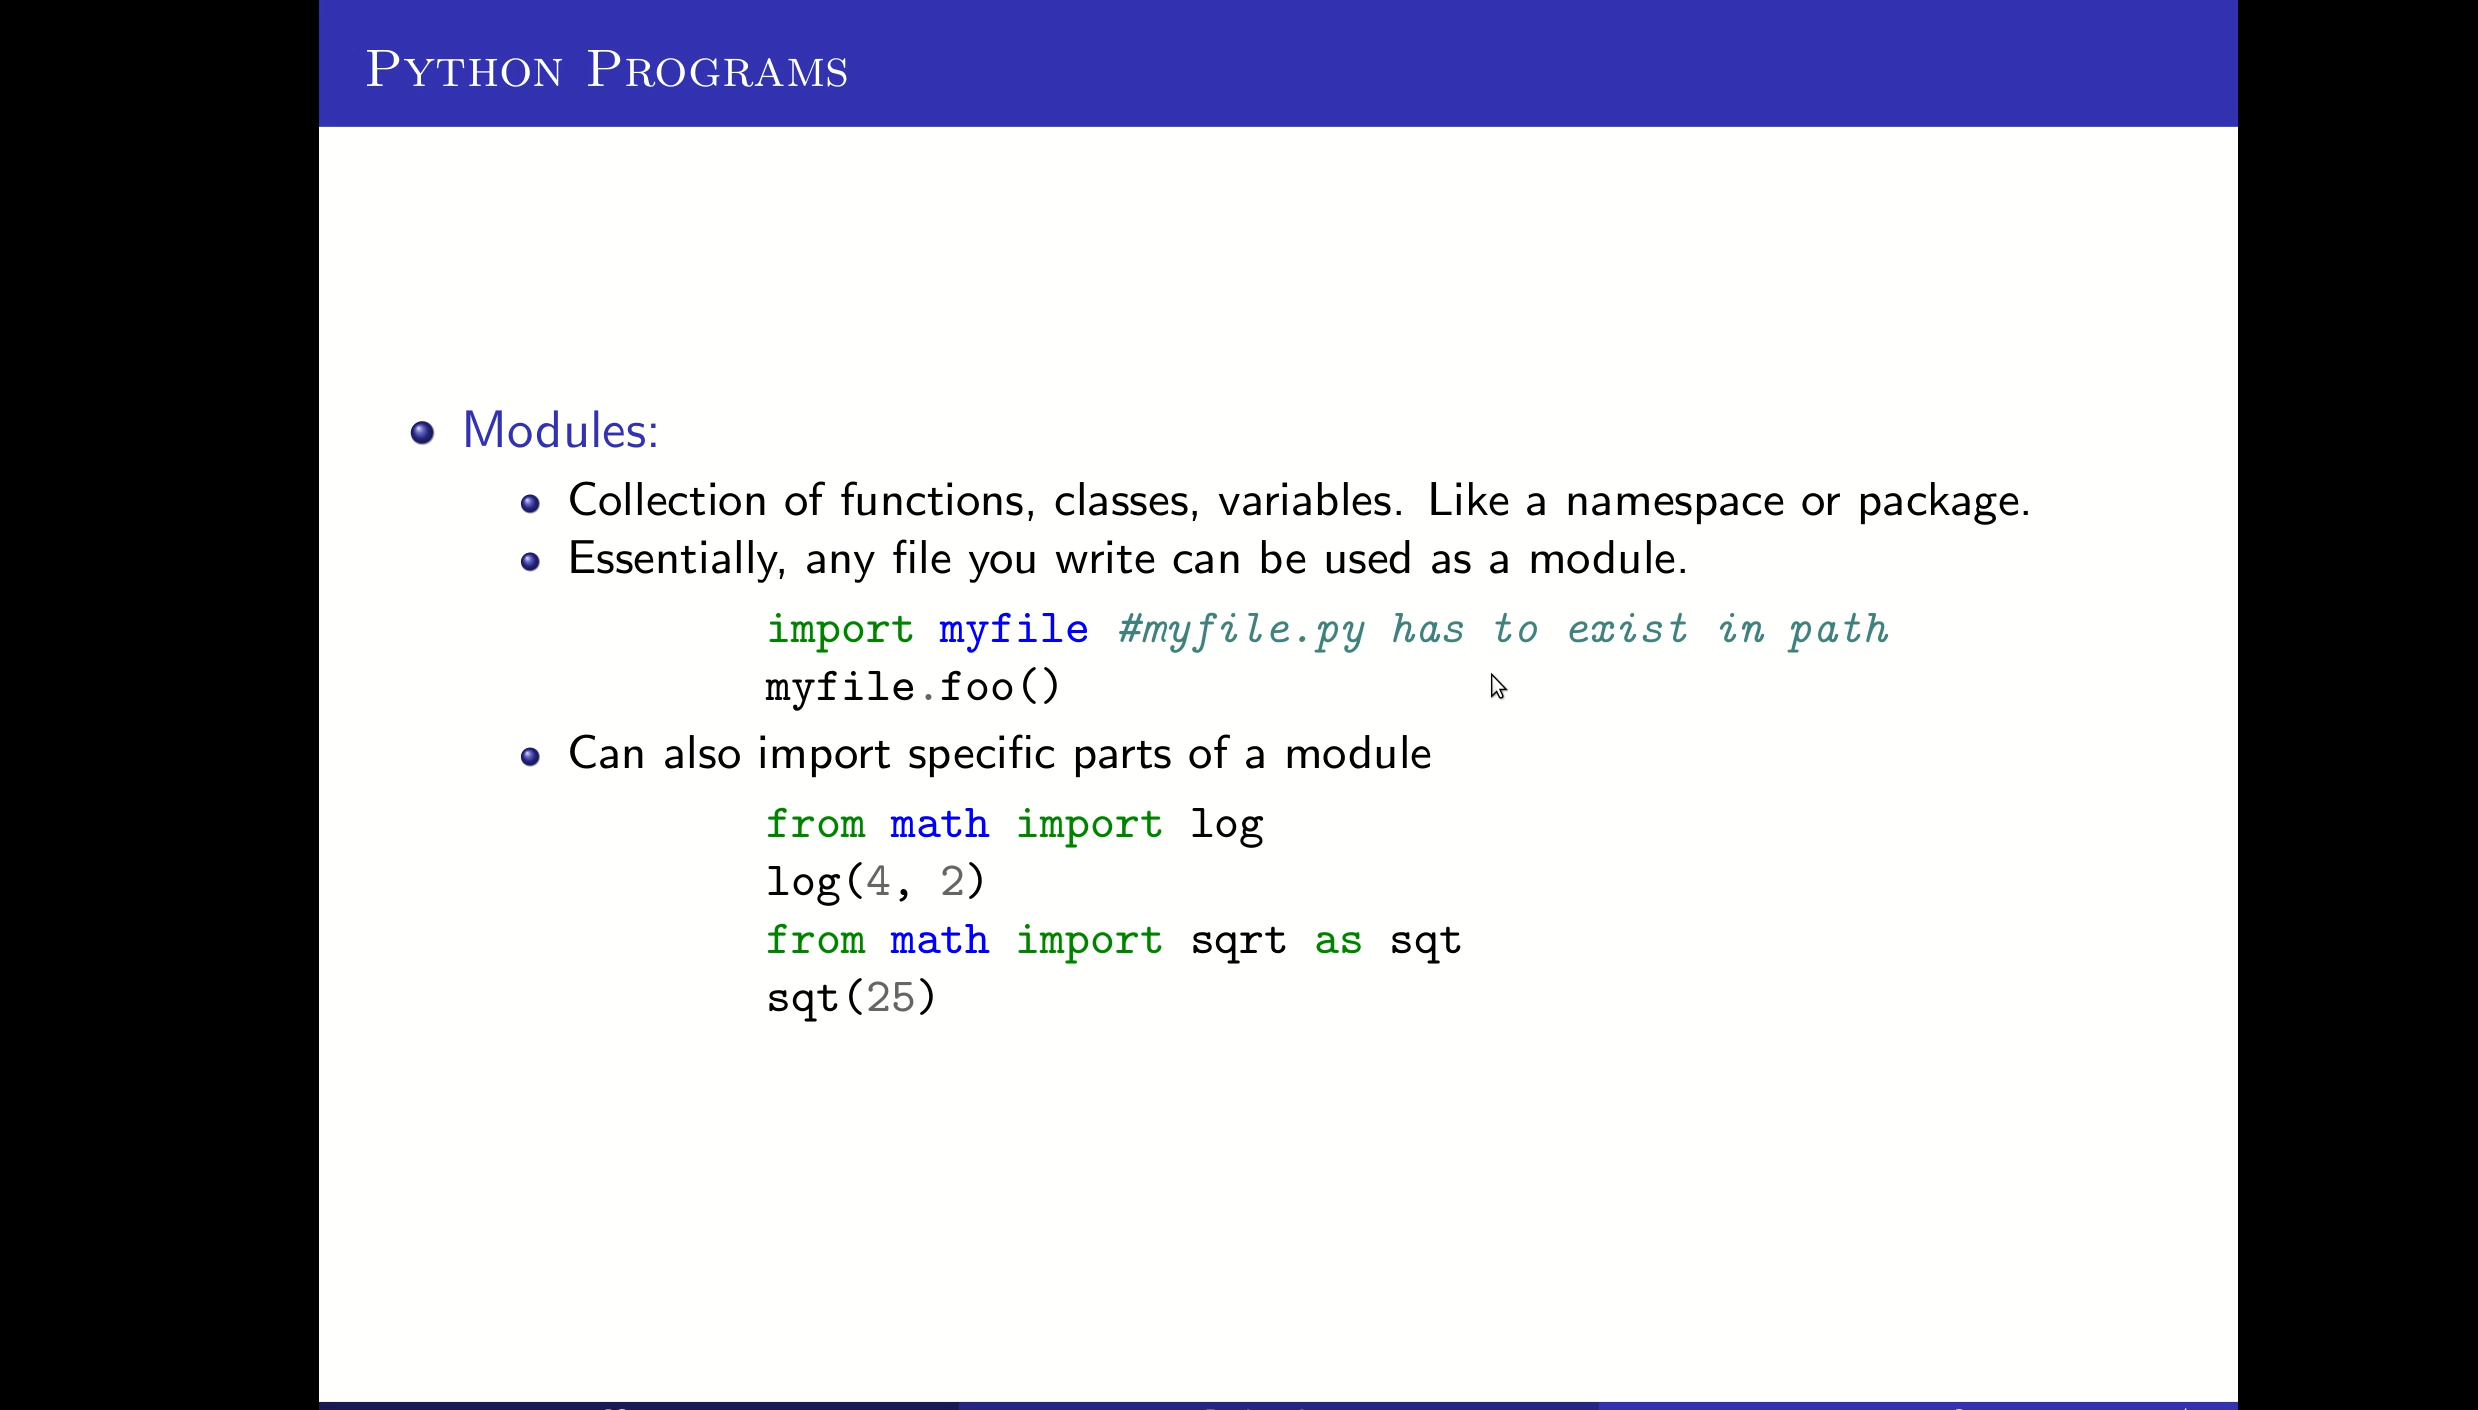 Python Programs
Modules:
Collection of functions, classes, variables. Like a namespace or package.
Essentially, any file you write can be used as a module.
import myfile #myfile.py has to exist in path
myfile.foo()
Can also import specific parts of a module
from math import log
log(4, 2)
from math import sqrt as sqt
sqt(25)